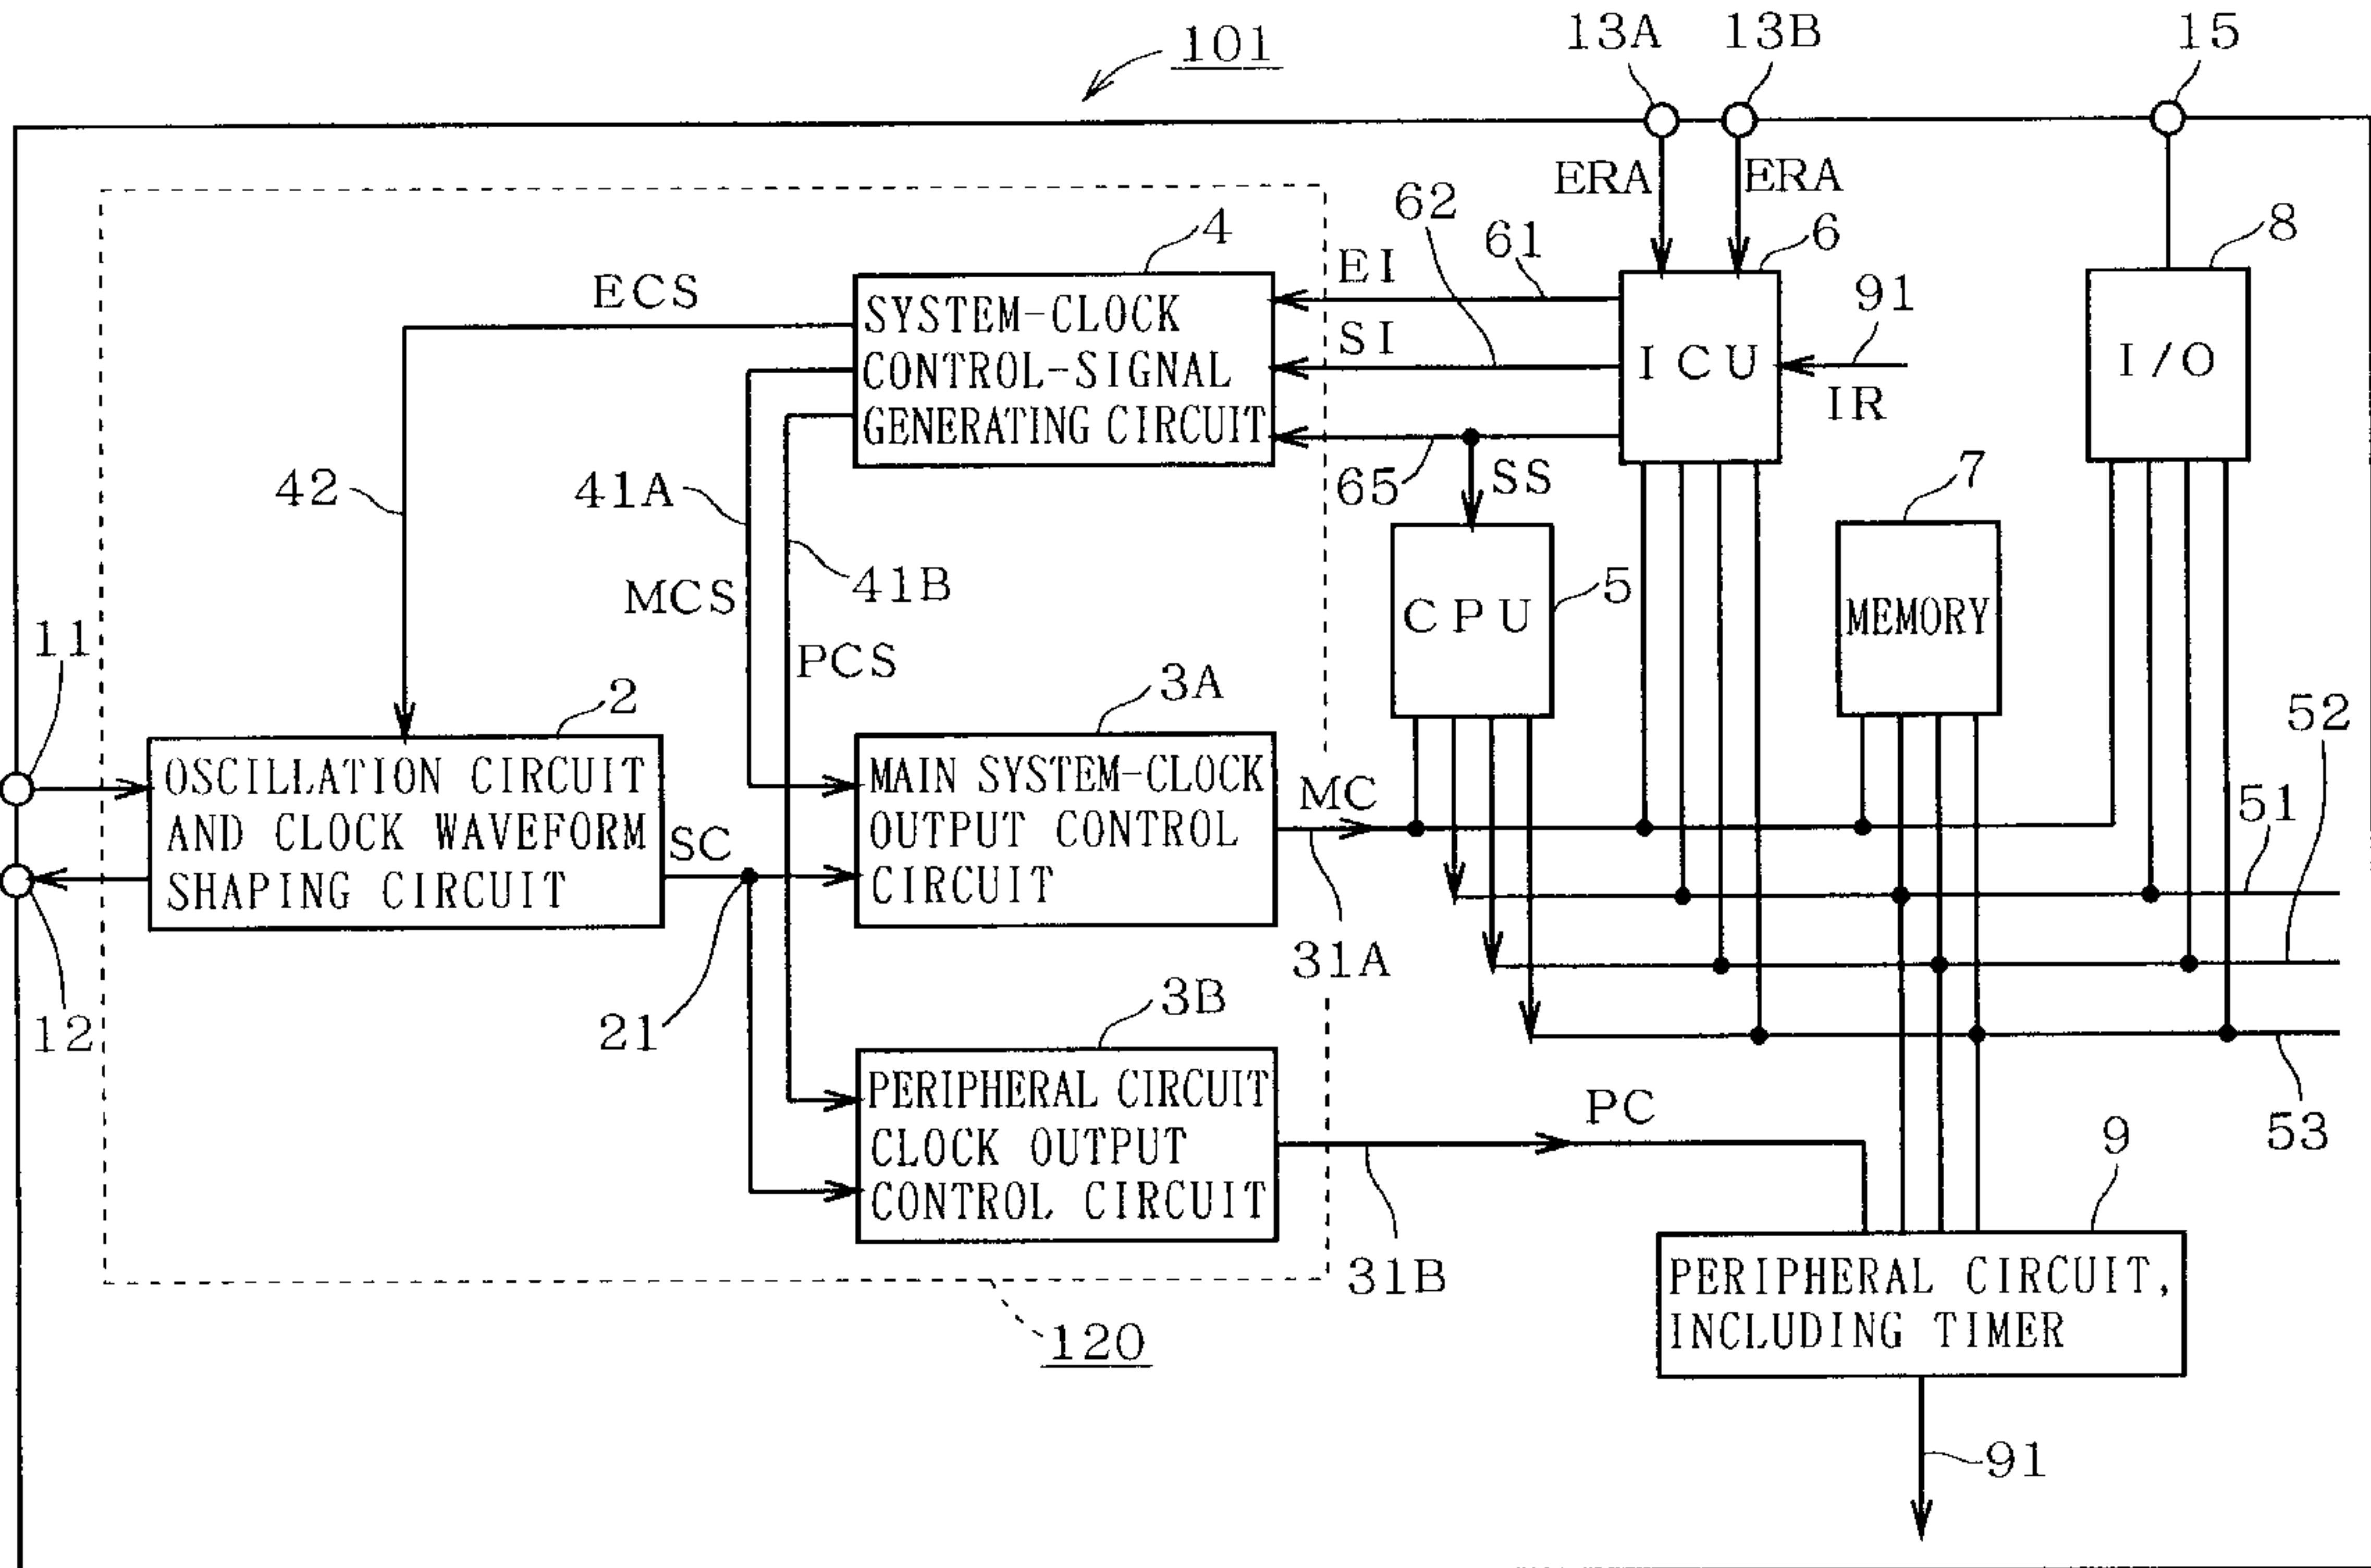 101
13A
13B
15
ERA
ERA
62
61
6
8
4
EI
ECS
SYSTEM-CLOCK
CONTROL-SIGNAL
GENERATING CIRCUIT
SI
ICU
91
IR
I/O
42
41A
65
SS
7
41B
MCS
CPU
5
MEMORY
11
PCS
2
3A
52
OSCILLATION CIRCUIT
AND CLOCK WAVEFORM
SHAPING CIRCUIT
SC
MAIN SYSTEM-CLOCK
OUTPUT CONTROL
CIRCUIT
MC
51
31A
12
21
3B
PERIPHERAL CIRCUIT
CLOCK OUTPUT
CONTROL CIRCUIT
PC
53
9
31B
PERIPHERAL CIRCUIT,
INCLUDING TIMER
120
91